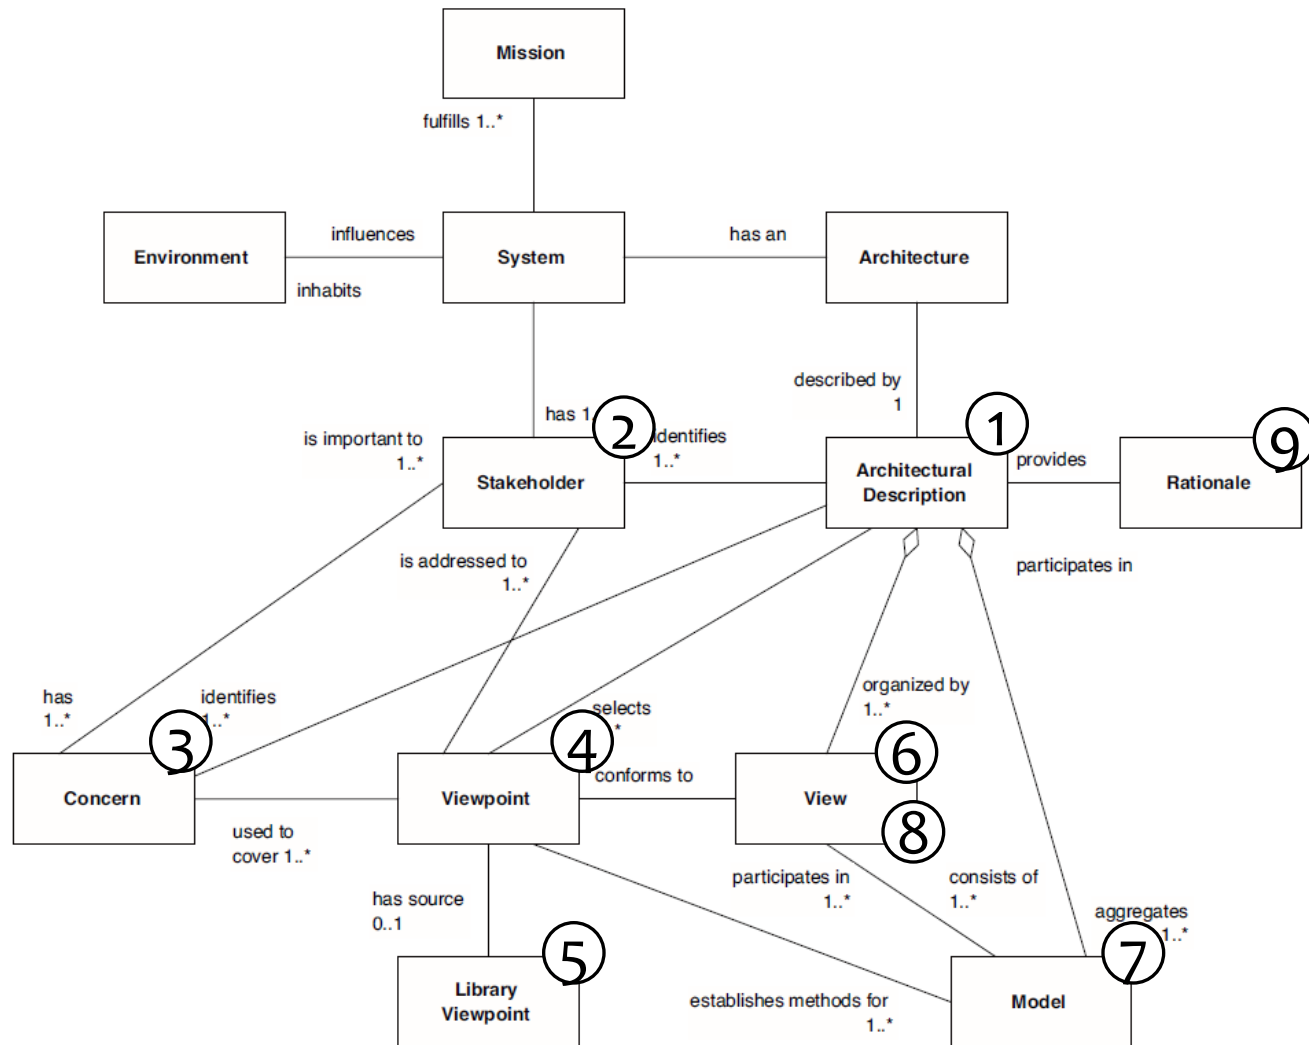 Mission
fulfills 1..*
Environment
influences
inhabits
System
has an
Architecture
described by
1
has 1
2
identifies
1..*
1
provides
9
is important to
1..*
Stakeholder
Architectural
Description
Rationale
is addressed to
1..*
participates in
has
1..*
identifies
1..*
organized by
1..*
selects
*
3
4
6
Concern
Viewpoint
conforms to
View
8
used to
cover 1..*
has source
0..1
participates in
1..*
consists of
1..*
aggregates
1..*
5
7
Library
Viewpoint
establishes methods for
1..*
Model